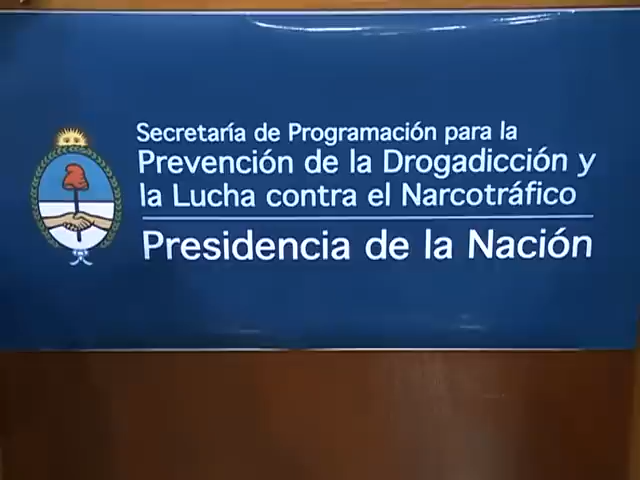 Secretaría de Programación para la
Prevención de la Drogadicción y
la Lucha contra el Narcotráfico
Presidencia de la Nación